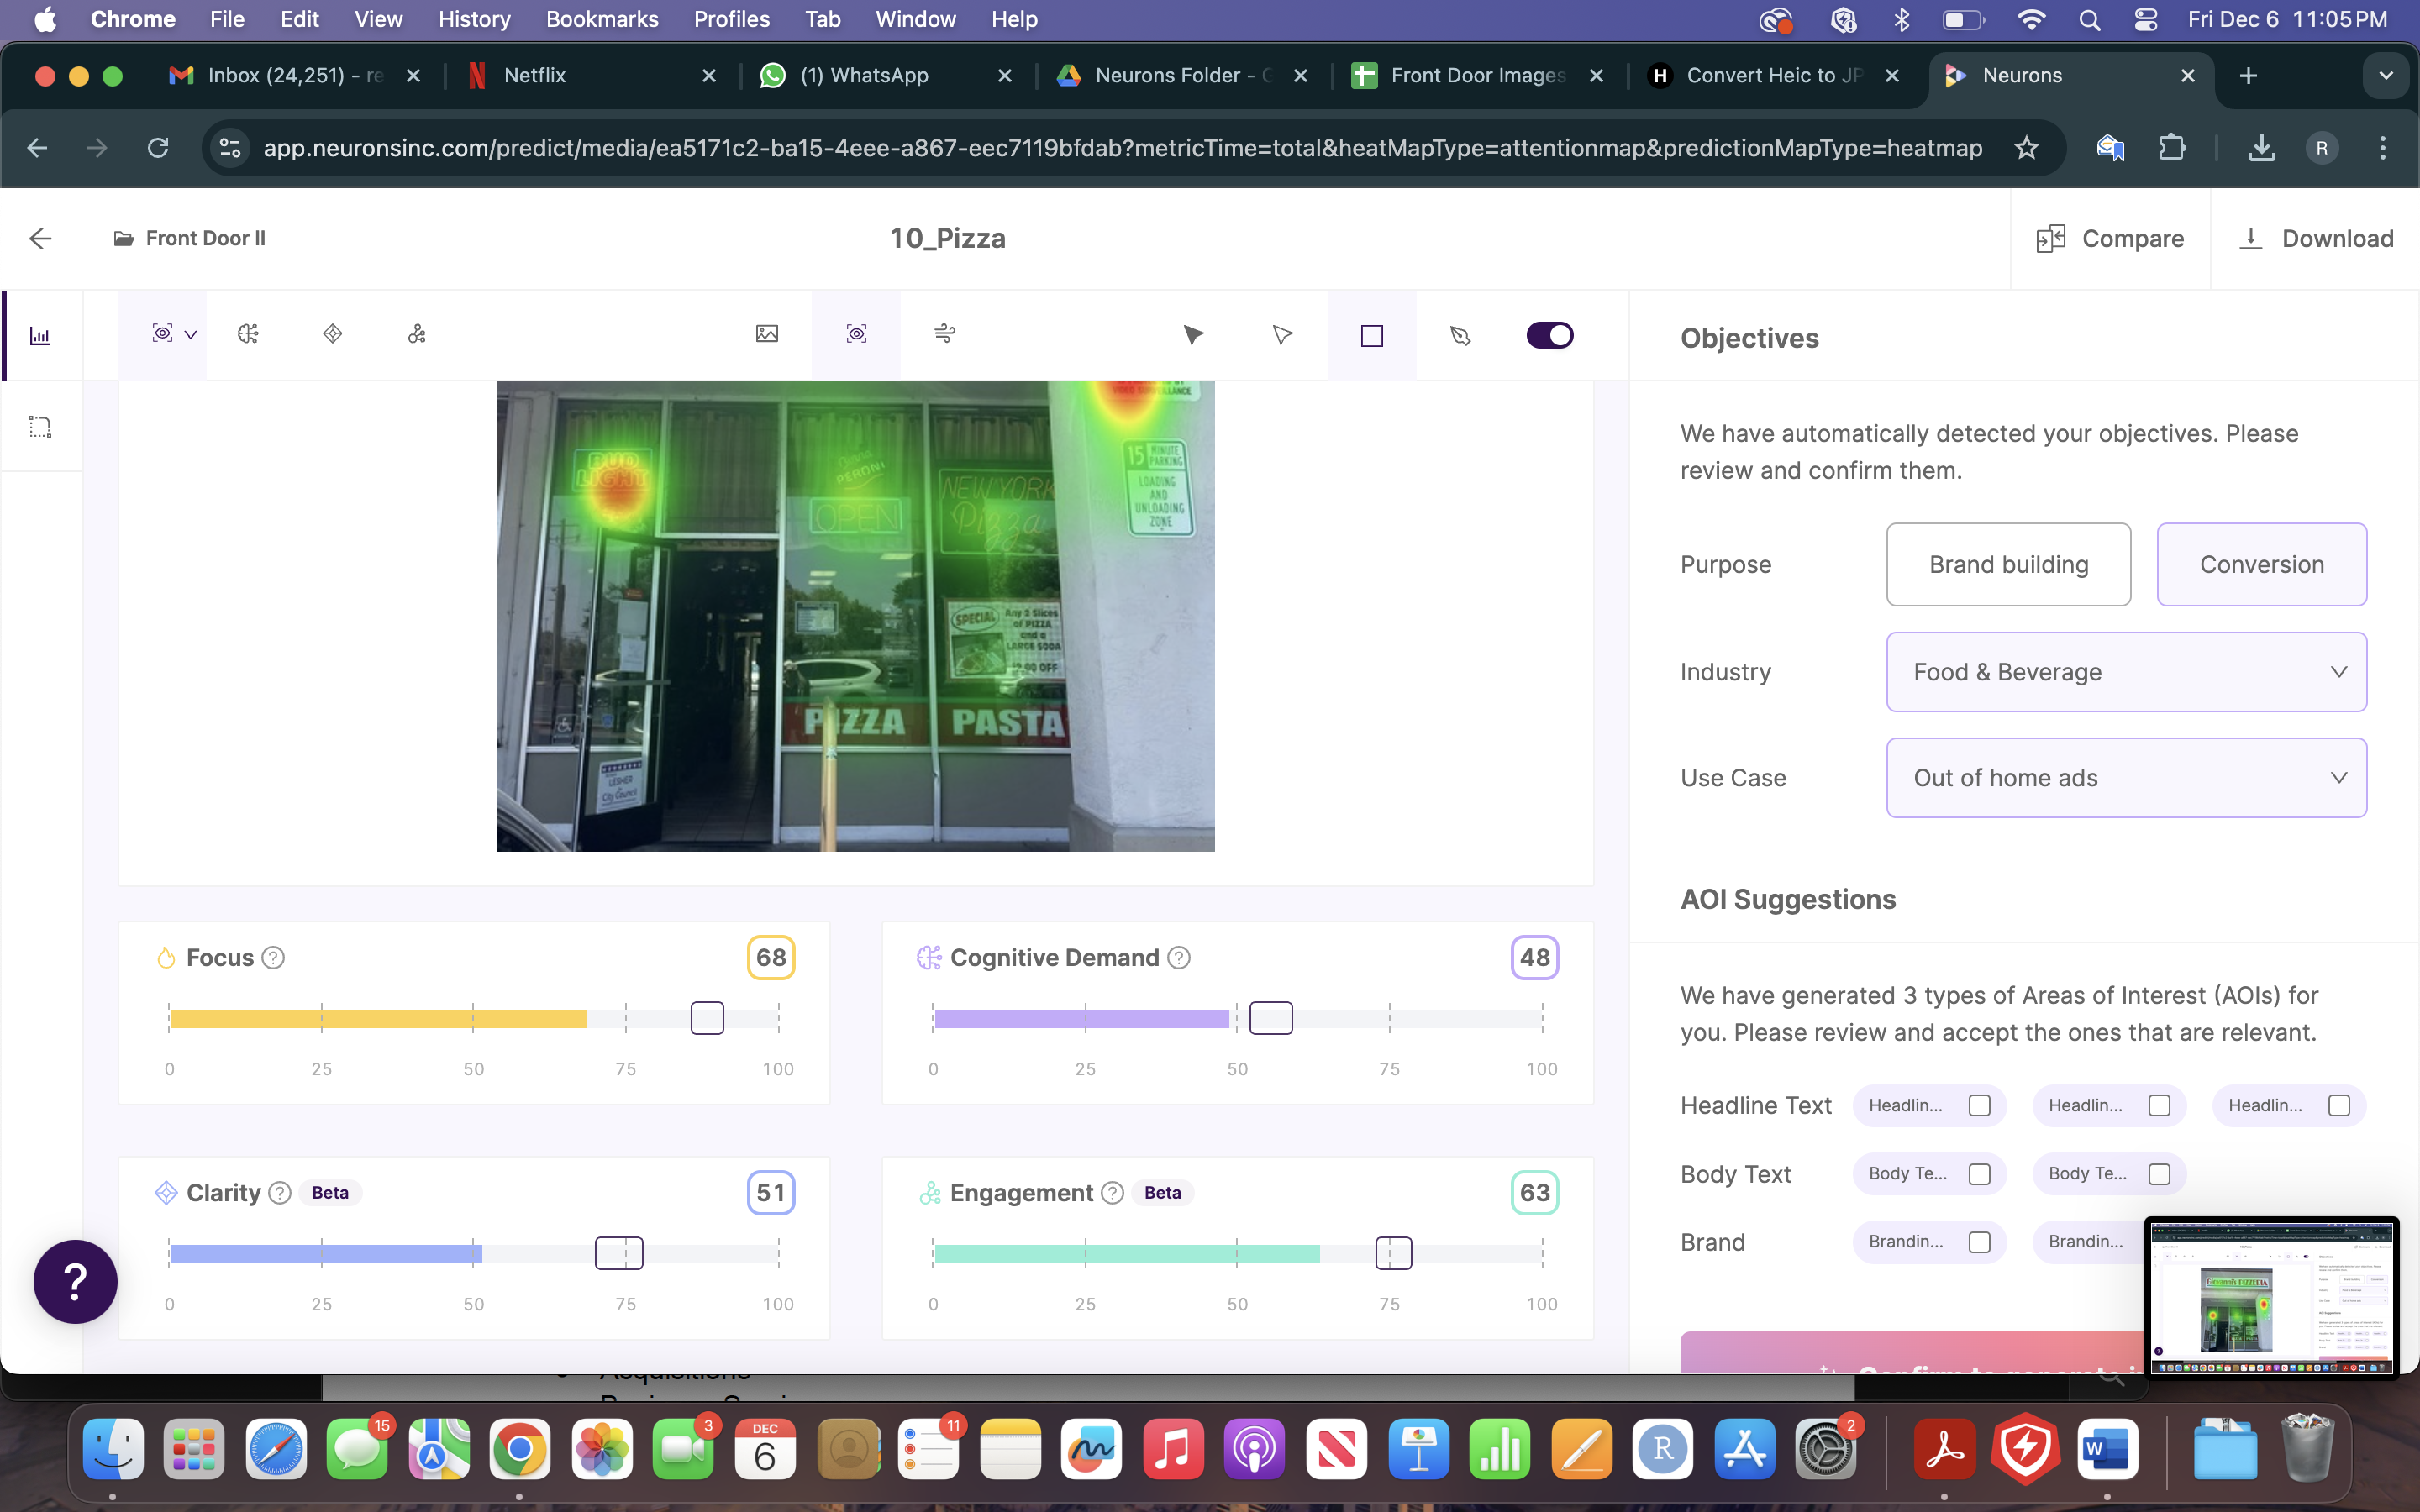 Chrome File Edit View History Bookmarks Profiles Tab Window Help Fri Dec 6 11:05 PM
Inbox (24,251) - re Netflix (1) WhatsApp Neurons Folder - Front Door Images Convert Heic to JP Neurons
app.neuronsinc.com/predict/media/ea5171c2-ba15-4eee-a867-eec7119bfdab?metricTime=total&heatMapType=attentionmap&predictionMapType=heatmap R
Front Door II 10_Pizza Compare Download
Objectives
We have automatically detected your objectives. Please
review and confirm them.
Purpose Brand building Conversion
Industry Food & Beverage
Use Case Out of home ads
AOI Suggestions
We have generated 3 types of Areas of Interest (AOIs) for
you. Please review and accept the ones that are relevant.
Headline Text Headlin... Headlin... Headlin...
Body Text Body Te... Body Te...
Brand Brandin... Brandin...
VIDEO SURVEILLANCE
BUD
LIGHT
PERONI
OPEN
NEW YORK
Pizza
15 MINUTE
PARKING
LOADING
AND
UNLOADING
ZONE
SPECIAL
Any 2 Slices
of PIZZA
and a
LARGE SODA
OFF
PIZZA PASTA
LESHER
City Council
Focus 68
0 25 50 75 100
Cognitive Demand 48
0 25 50 75 100
Clarity Beta 51
0 25 50 75 100
Engagement Beta 63
0 25 50 75 100
?
15 3 DEC 6 11 R 2 W